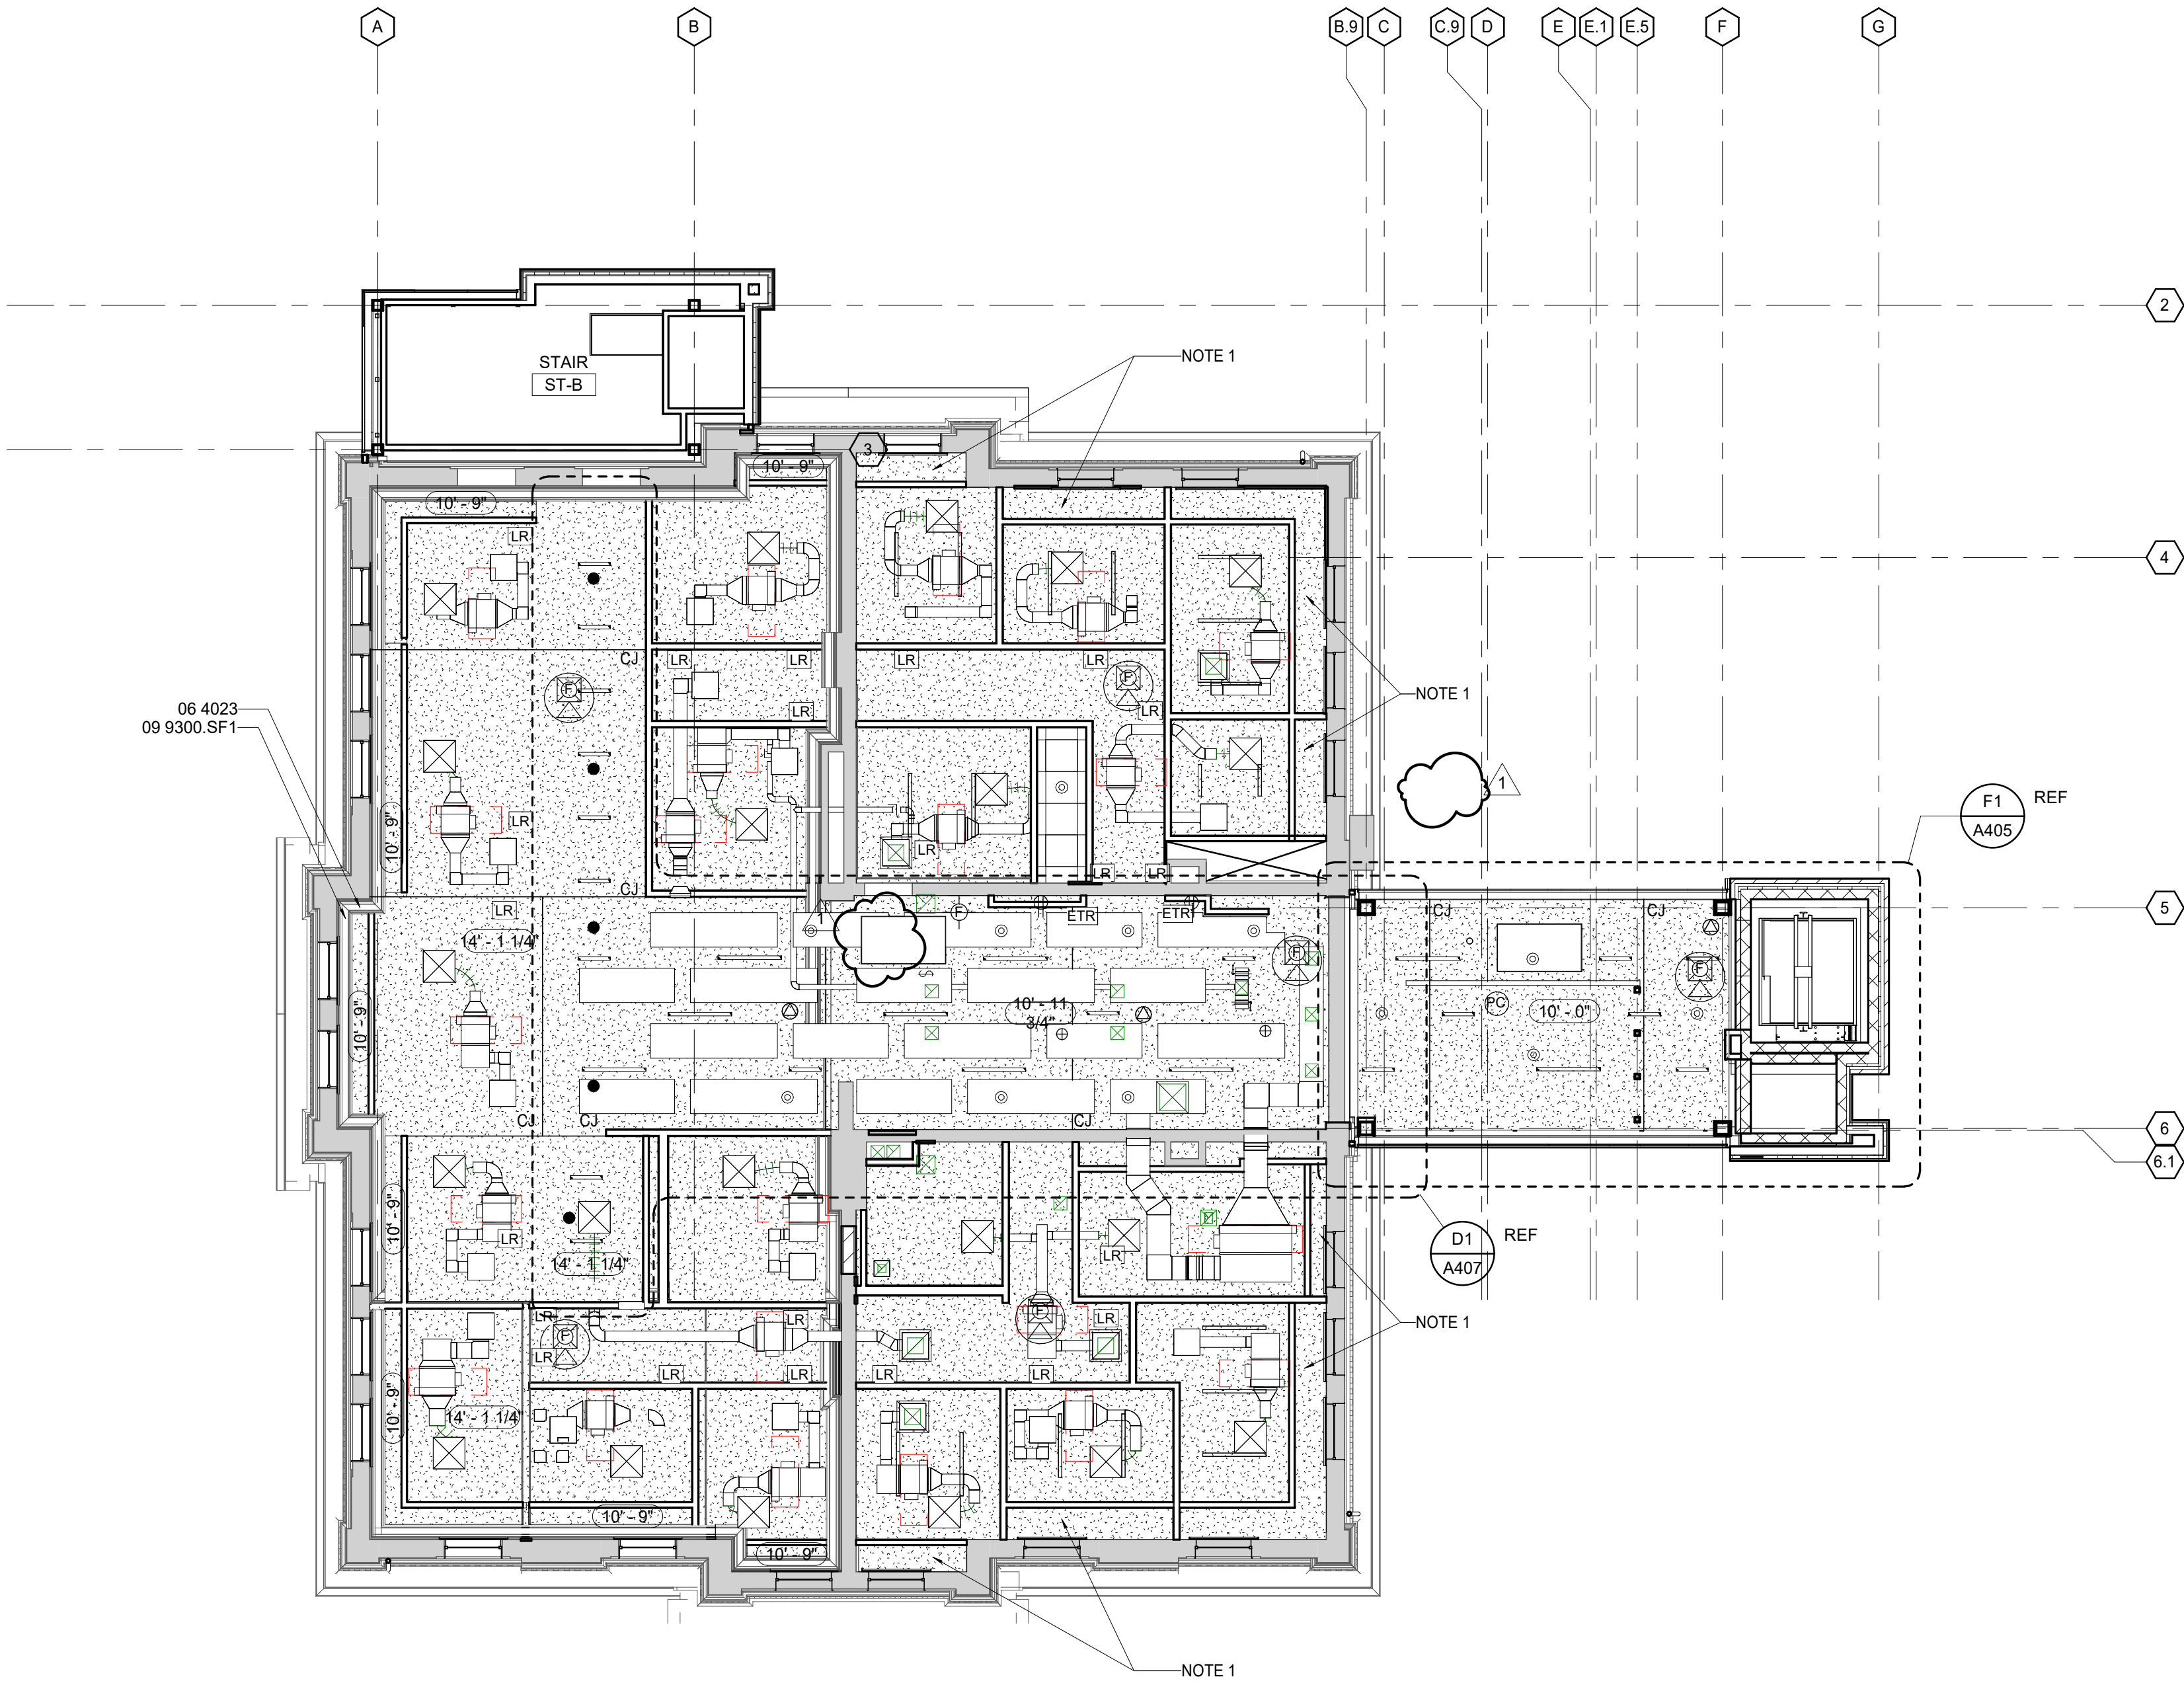 A
B
B.9
C
C.9
D
E
E.1
E.5
F
G
2
STAIR
ST-B
NOTE 1
3
10' - 9"
10' - 9"
LR
4
CJ
LR
LR
LR
LR
F
F
LR
LR
NOTE 1
06 4023
09 9300.SF1
1
F1
A405
REF
10' - 9"
LR
LR
LR
LR
CJ
LR
1
F
ETR
ETR
CJ
CJ
5
14' - 1 1/4"
F
F
10' - 9"
10' - 11
3/4"
PC
10' - 0"
CJ
CJ
CJ
6
6.1
10' - 9"
LR
14' - 1 1/4"
LR
D1
A407
REF
LR
F
LR
F
LR
NOTE 1
LR
LR
LR
LR
LR
10' - 9"
14' - 1 1/4"
10' - 9"
10' - 9"
NOTE 1